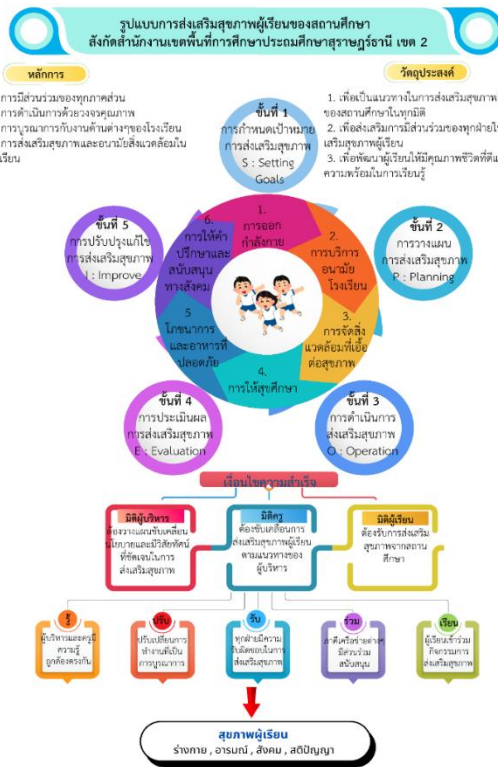 รูปแบบการส่งเสริมสุขภาพผู้เรียนของสถานศึกษา
สังกัดสำนักงานเขตพื้นที่การศึกษาประถมศึกษาสุราษฎร์ธานี เขต 2
หลักการ
การมีส่วนร่วมของทุกภาคส่วน
การดำเนินการด้วยวงจรคุณภาพ
การบูรณาการกับงานด้านต่างๆของโรงเรียน
การส่งเสริมสุขภาพและอนามัยสิ่งแวดล้อมใน
เรียน
วัตถุประสงค์
1. เพื่อเป็นแนวทางในการส่งเสริมสุขภาพ
ของสถานศึกษาในทุกมิติ
2. เพื่อส่งเสริมการมีส่วนร่วมของทุกฝ่าย
เสริมสุขภาพผู้เรียน
3. เพื่อพัฒนาผู้เรียนให้มีคุณภาพชีวิตที่ดี
ความพร้อมในการเรียนรู้
ขั้นที่ 1
การกำหนดเป้าหมาย
การส่งเสริมสุขภาพ
S : Setting
Goals
ขั้นที่ 5
การปรับปรุงแก้ไข
การส่งเสริมสุขภาพ
I : Improve
ขั้นที่ 2
การวางแผน
การส่งเสริมสุขภาพ
P : Planning
1.
การออก
กำลังกาย
2.
การบริการ
อนามัย
โรงเรียน
3.
การจัดสิ่ง
แวดล้อมที่เอื้อ
ต่อสุขภาพ
4.
การให้สุขศึกษา
5
โภชนาการ
และอาหารที่
ปลอดภัย
6.
การให้คำ
ปรึกษาและ
สนับสนุน
ทางสังคม
ขั้นที่ 4
การประเมินผล
การส่งเสริมสุขภาพ
E : Evaluation
ขั้นที่ 3
การดำเนินการ
ส่งเสริมสุขภาพ
O : Operation
เงื่อนไขความสำเร็จ
มิติผู้บริหาร
ต้องวางแผนขับเคลื่อน
นโยบายและมีวิสัยทัศน์
ที่ชัดเจนในการ
ส่งเสริมสุขภาพ
มิติครู
ต้องขับเคลื่อนการ
ส่งเสริมสุขภาพผู้เรียน
ตามแนวทางของ
ผู้บริหาร
มิติผู้เรียน
ต้องรับการส่งเสริม
สุขภาพจากสถาน
ศึกษา
รู้
ผู้บริหารและครูมี
ความรู้
ถูกต้องตรงกัน
ปรับ
ปรับเปลี่ยนการ
ทำงานที่เป็น
การบูรณาการ
รับ
ทุกฝ่ายมีความ
รับผิดชอบในการ
ส่งเสริมสุขภาพ
ร่วม
ภาคีเครือข่ายต่างๆ
มีส่วนร่วม
สนับสนุน
เรียน
ผู้เรียนเข้าร่วม
กิจกรรมการ
ส่งเสริมสุขภาพ
สุขภาพผู้เรียน
ร่างกาย , อารมณ์ , สังคม , สติปัญญา